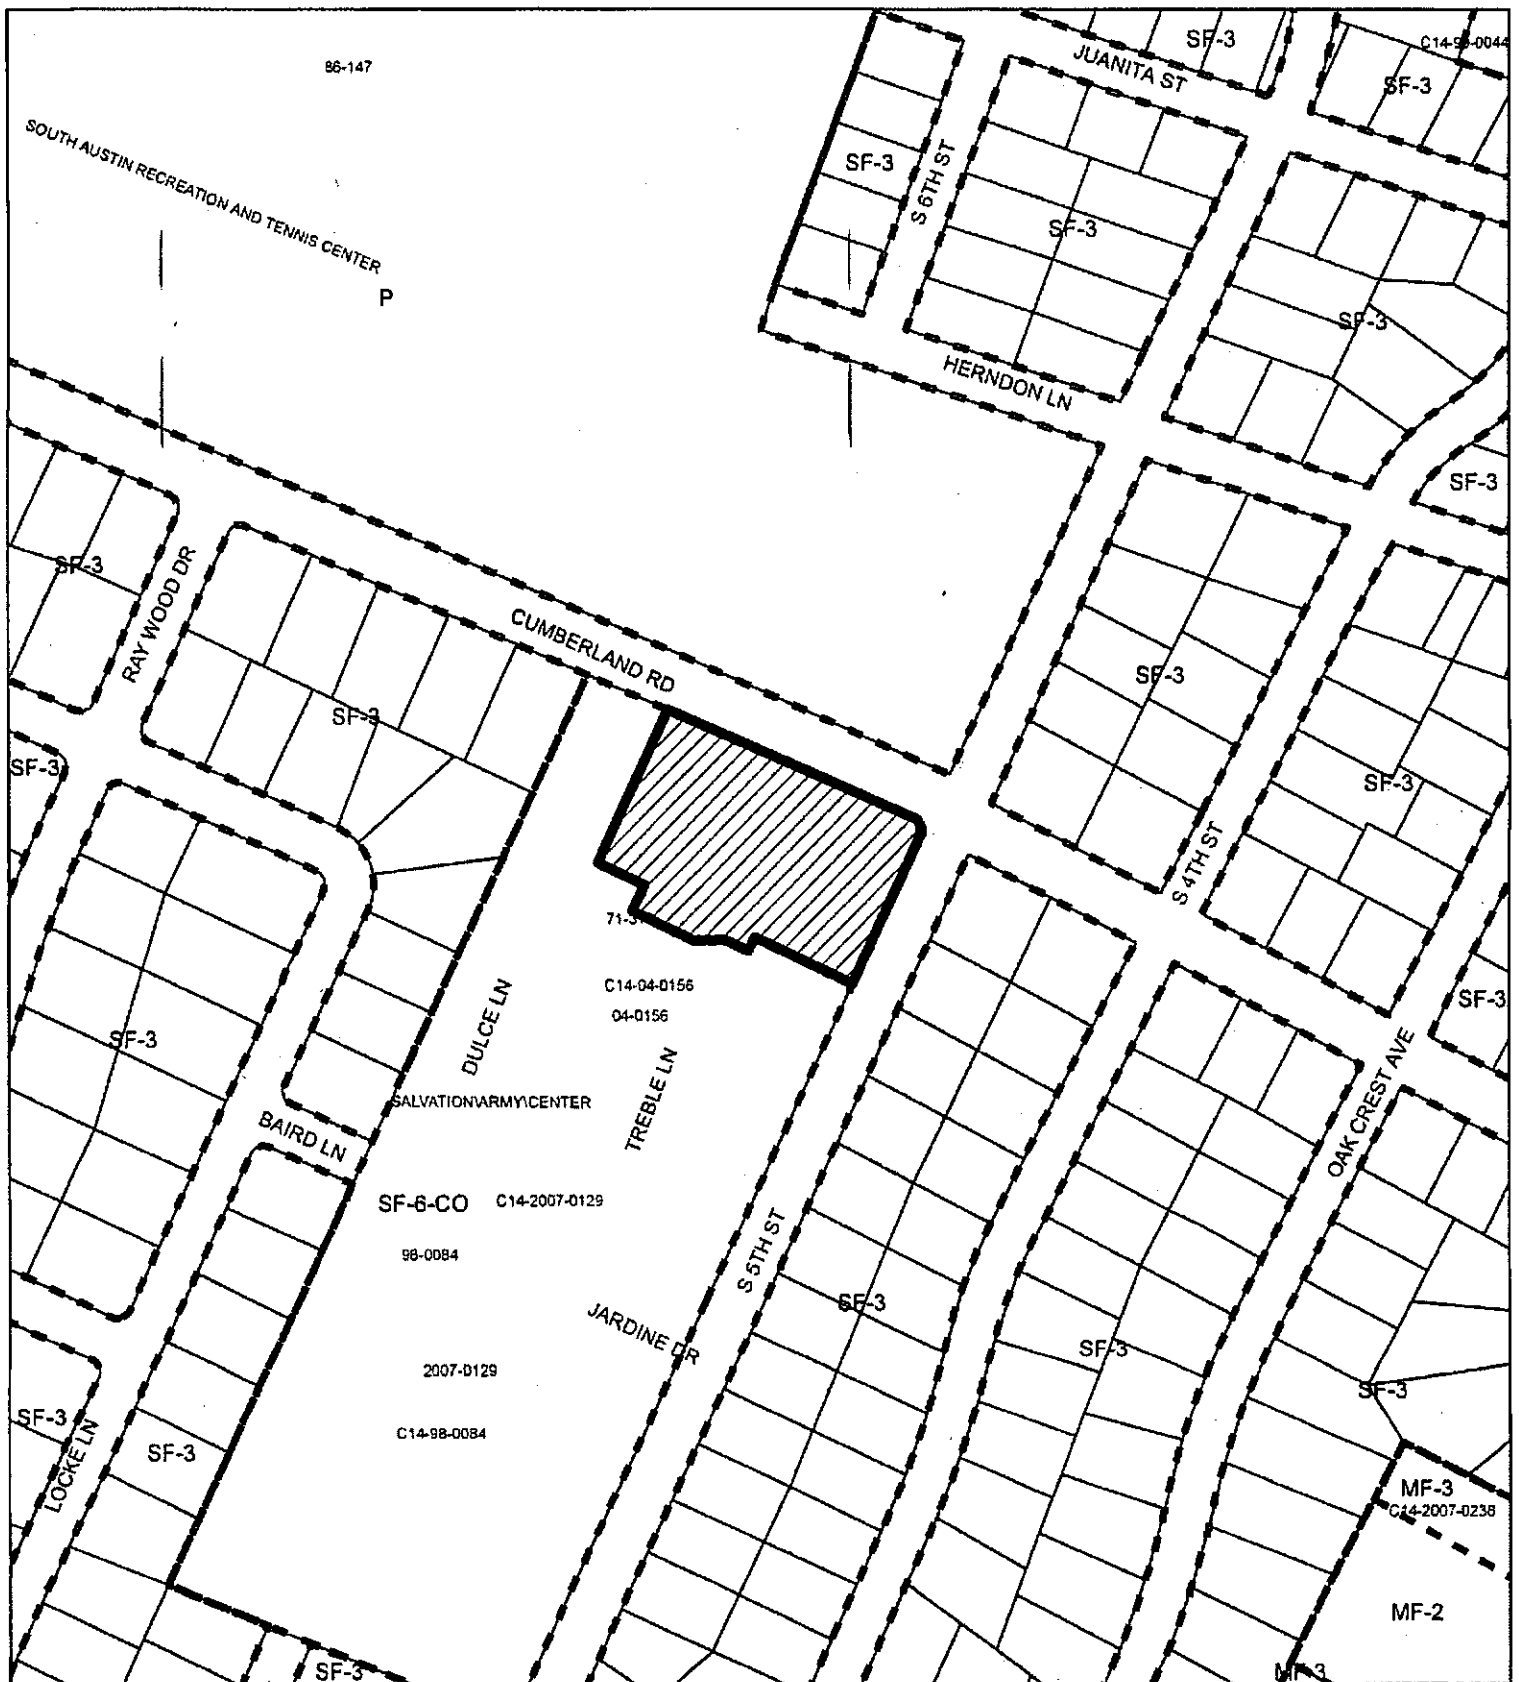 86-147
SF-3
JUANITA ST
SF-3
SOUTH AUSTIN RECREATION AND TENNIS CENTER
P
SF-3
S 6TH ST
SF-3
SF-3
HERNDON LN
SF-3
SF-3
RAY WOOD DR
CUMBERLAND RD
SF-3
SF-3
SF-3
SF-3
S 4TH ST
C14-04-0156
04-0156
SF-3
SF-3
DULCE LN
TREBLE LN
OAK CREST AVE
SALVATION\ARMY\CENTER
BAIRD LN
SF-6-CO
C14-2007-0129
98-0084
S 5TH ST
SF-3
JARDINE DR
SF-3
2007-0129
SF-3
SF-3
C14-98-0084
SF-3
LOCKE LN
MF-3
C14-2007-0238
MF-2
SF-3
MF-3